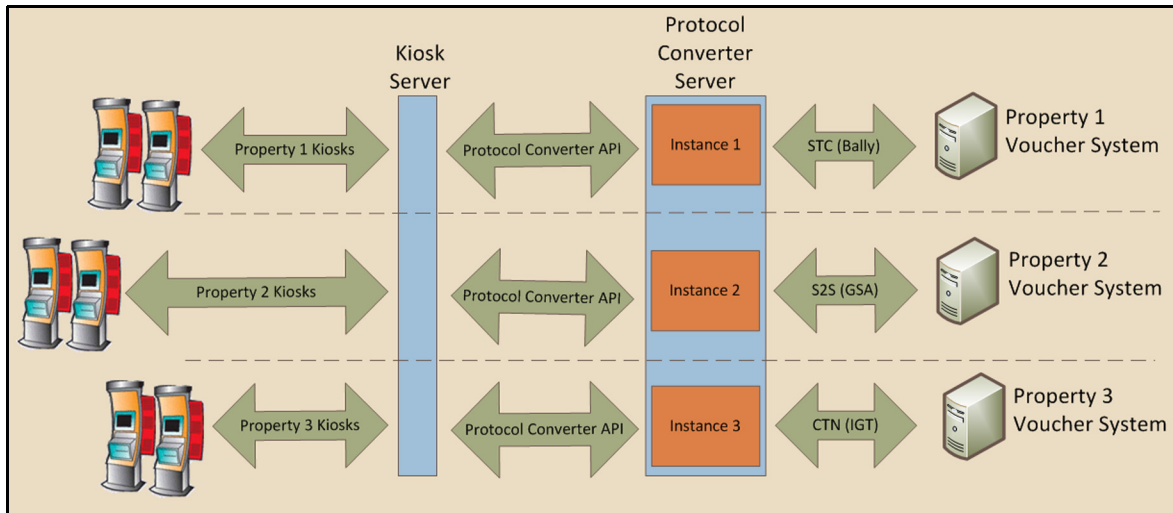 Kiosk
Server
Protocol
Converter
Server
Property 1 Kiosks
Protocol Converter API
Instance 1
STC (Bally)
Property 1
Voucher System
Property 2 Kiosks
Protocol Converter API
Instance 2
S2S (GSA)
Property 2
Voucher System
Property 3 Kiosks
Protocol Converter API
Instance 3
CTN (IGT)
Property 3
Voucher System